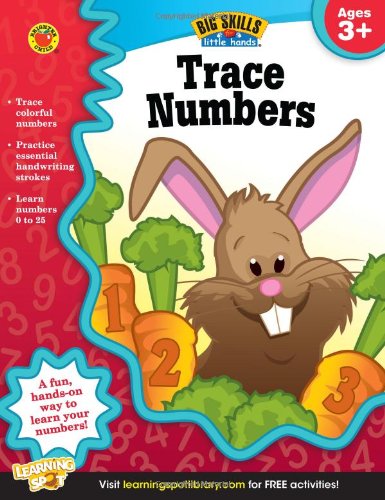 BRIGHTER CHILD
BIG SKILLS
little hands
Ages
3+
Trace
Numbers
• Trace
colorful
numbers
• Practice
essential
handwriting
strokes
• Learn
numbers
0 to 25
1
2
3
A fun,
hands-on
way to
learn your
numbers!
LEARNING
SPOT
Visit learningspotlibrary.com for FREE activities!